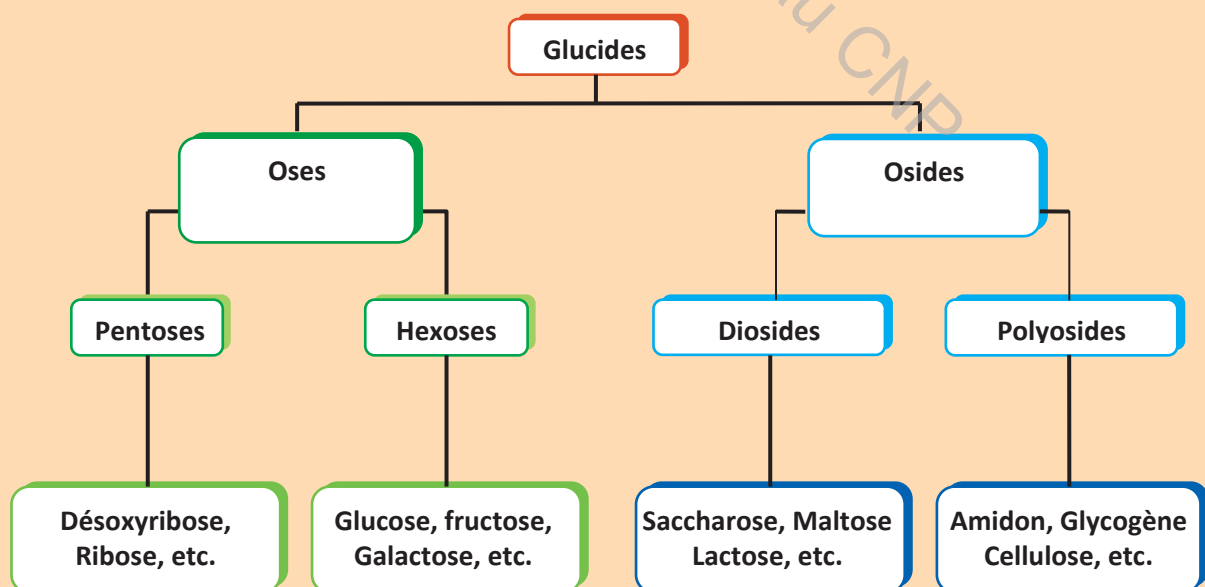 Glucides
Oses
Osides
Pentoses
Hexoses
Diosides
Polyosides
Désoxyribose,
Ribose, etc.
Glucose, fructose,
Galactose, etc.
Saccharose, Maltose
Lactose, etc.
Amidon, Glycogène
Cellulose, etc.